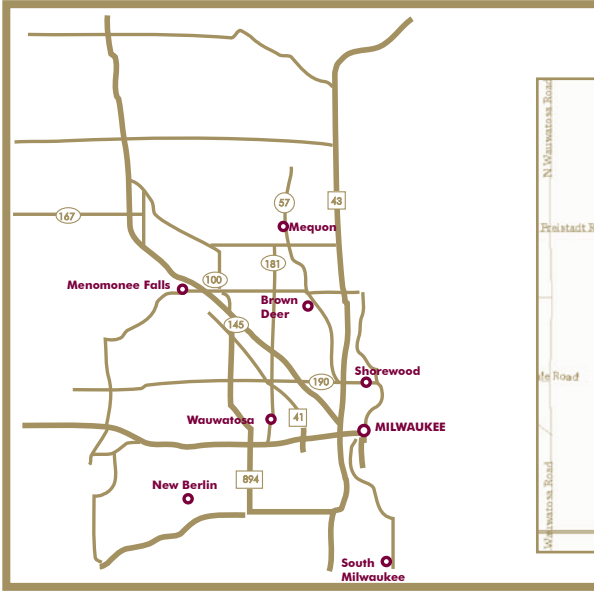 167
57
43
Mequon
181
Menomonee Falls
100
Brown
Deer
145
Shorewood
190
Wauwatosa
41
MILWAUKEE
894
New Berlin
South
Milwaukee
N Wauwatosa Road
Freistadt R
Road
Wauwatosa Road